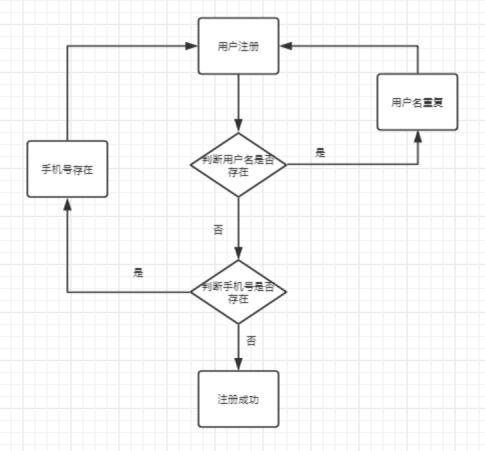 用户注册
用户名重复
判断用户名是否
存在
是
手机号存在
否
判断手机号是否
存在
是
否
注册成功